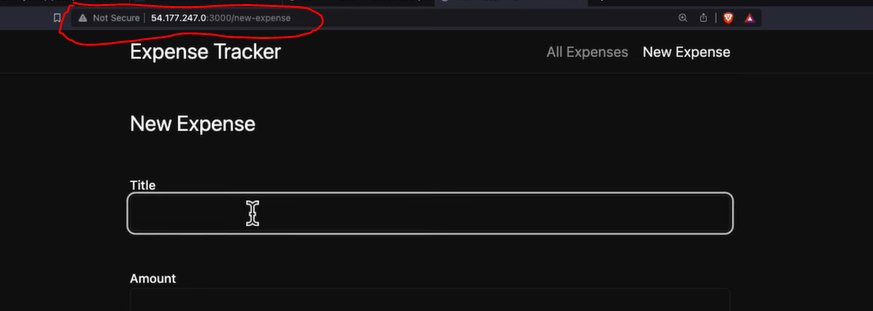 Not Secure 54.177.247.0:3000/new-expense
Expense Tracker All Expenses New Expense
New Expense
Title
Amount